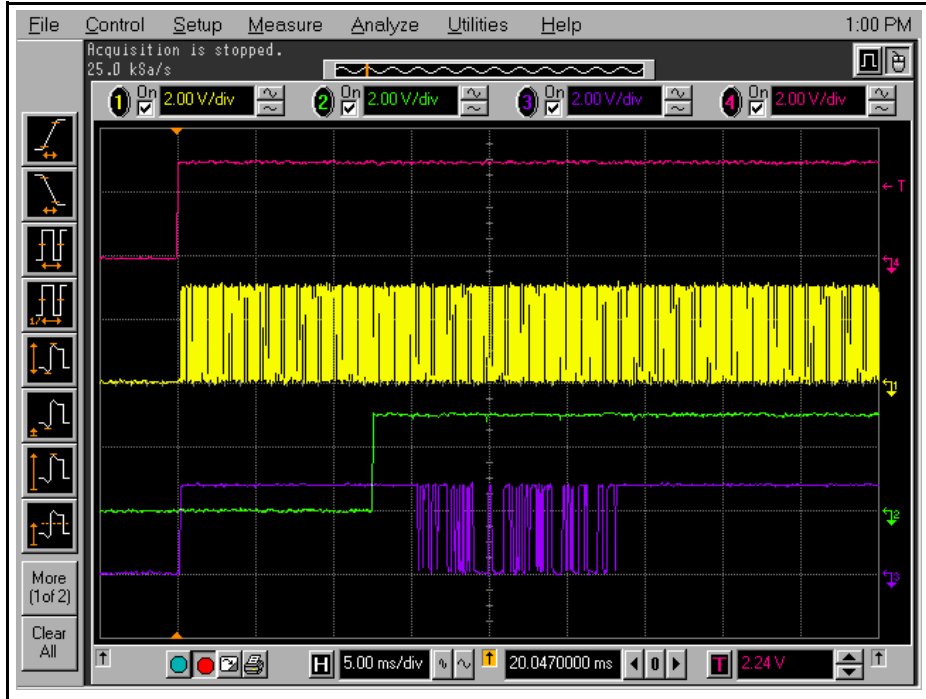 File Control Setup Measure Analyze Utilities Help 1:00 PM
Acquisition is stopped.
25.0 kSa/s
1 On 2.00 V/div 2 On 2.00 V/div 3 On 2.00 V/div 4 On 2.00 V/div
T
4
1
2
3
1/
More
(1of 2)
Clear
All
H 5.00 ms/div T 20.0470000 ms 0 T 2.24 V